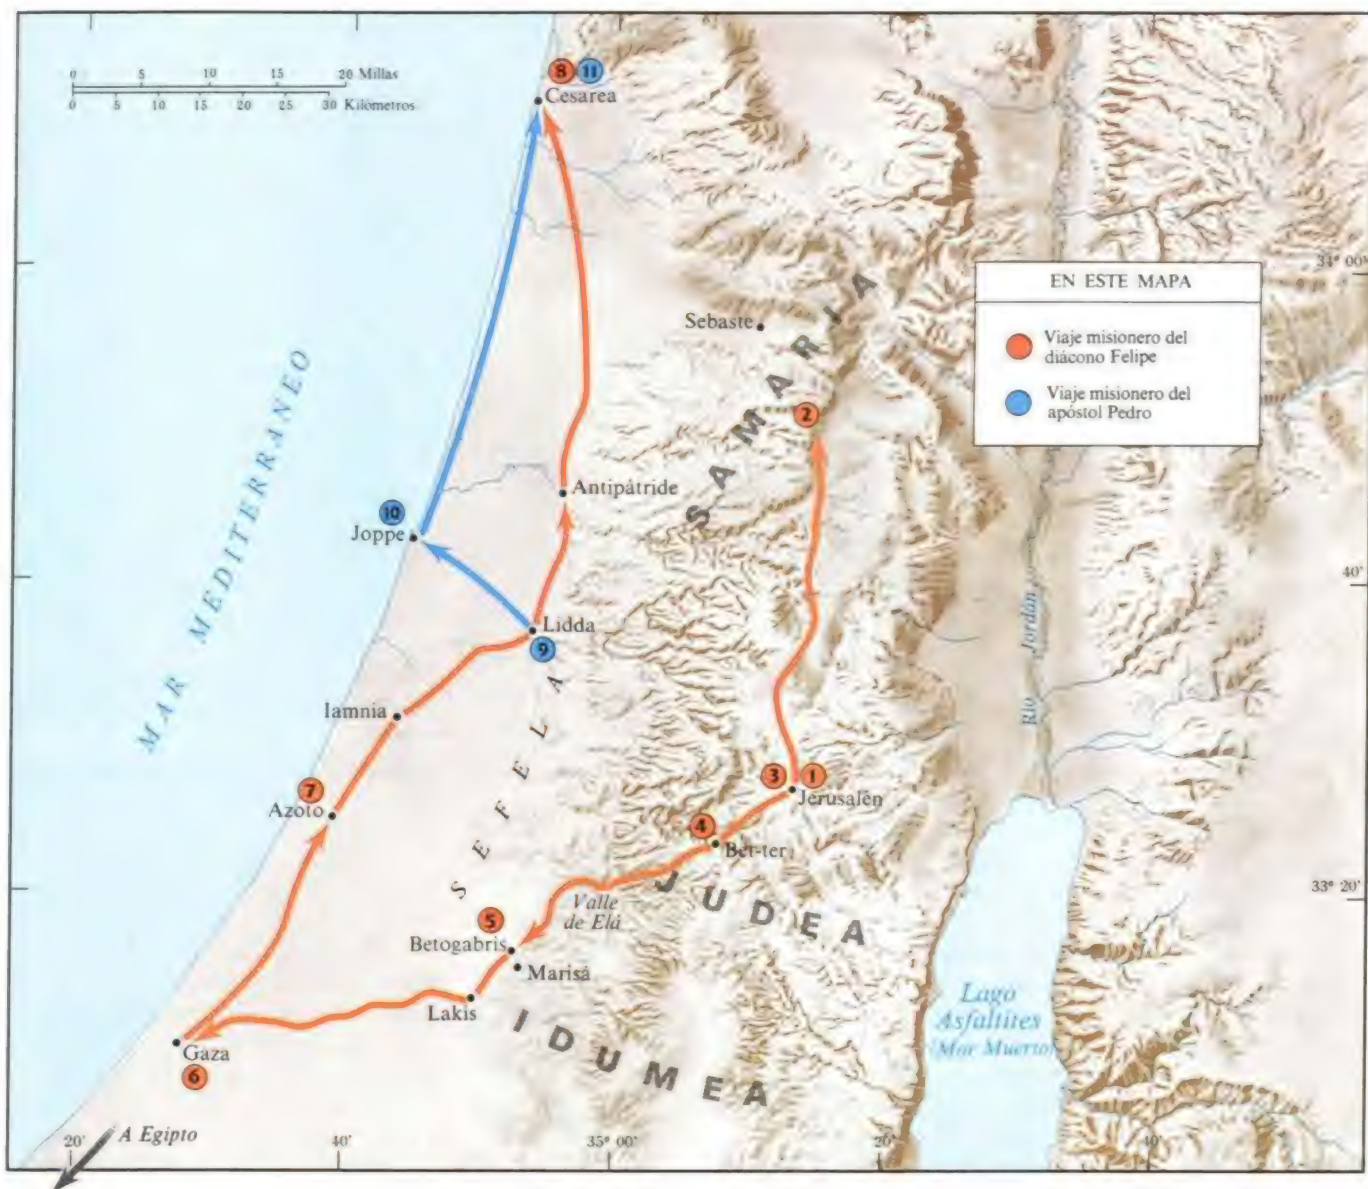 0 5 10 15 20 Millas
0 5 10 15 20 25 30 Kilómetros
8 11
Cesarea
34° 00'
EN ESTE MAPA
Viaje misionero del
diácono Felipe
Viaje misionero del
apóstol Pedro
Sebaste
SAMARIA
2
MAR MEDITERRANEO
Antipátride
10
Joppe
40'
Lidda
9
Río Jordán
SEFELA
Iamnia
7
Azoto
3 1
Jerusalén
4
Bet-ter
JUDEA
33° 20'
Valle
de Elá
5
Betogabris
Marisá
Lakis
IDUMEA
Lago
Asfaltites
(Mar Muerto)
Gaza
6
A Egipto
20' 40' 35° 00' 20' 40'